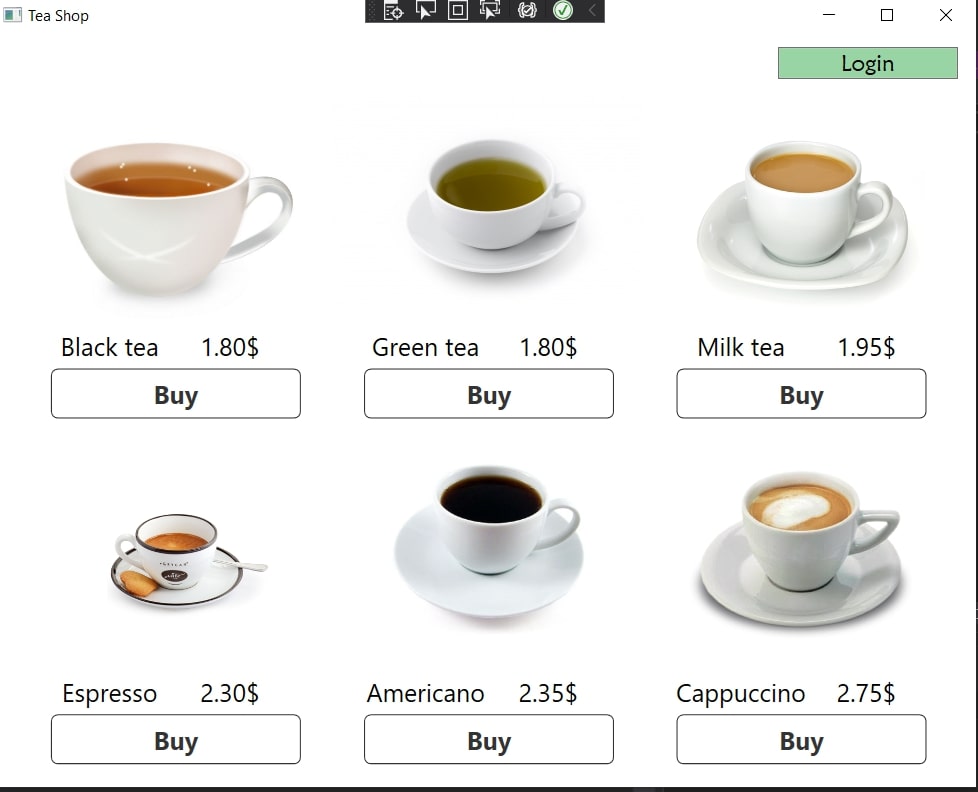 Tea Shop
Login
Black tea 1.80$
Green tea 1.80$
Milk tea 1.95$
Buy
Buy
Buy
Espresso 2.30$
Americano 2.35$
Cappuccino 2.75$
Buy
Buy
Buy